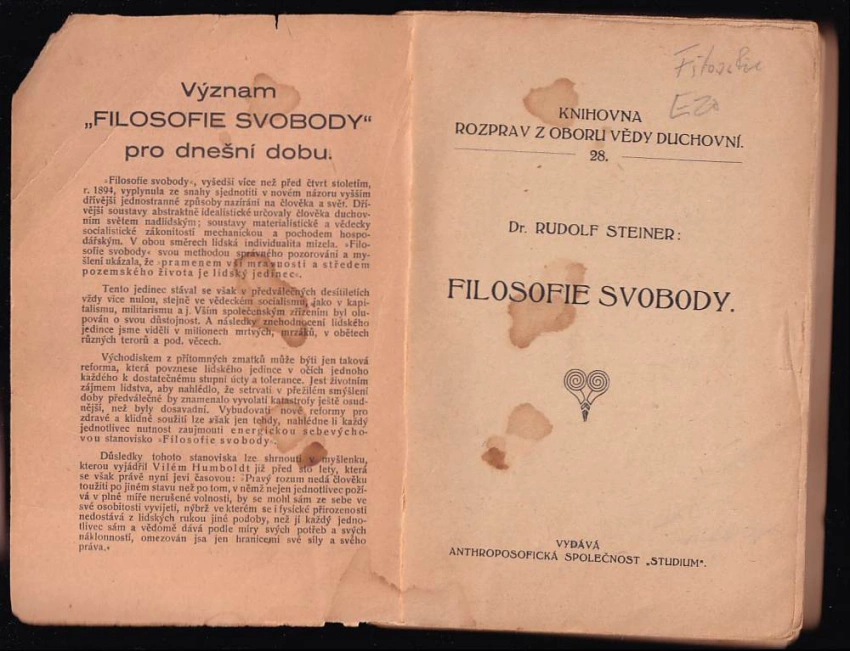 Význam
„FILOSOFIE SVOBODY“
pro dnešní dobu.
»Filosofie svobody«, vyšedši více než před čtvrt stoletím,
r. 1894, vyplynula ze snahy sjednotiti v novém názoru vyšším
dřívější jednostranné způsoby nazírání na člověka a svět. Dří-
vější soustavy abstraktně idealistické určovaly člověka duchov-
ním světem nadlidským; soustavy materialistické a vědecky
socialistické zákonitostí mechanickou a pochodem hospo-
dářským. V obou směrech lidská individualita mizela. »Filo-
sofie svobody« svou methodou správného pozorování a my-
šlení ukázala, že »pramenem vší mravnosti a středem
pozemského života je lidský jedinec«.
Tento jedinec stával se však v předválečných desítiletích
vždy více nulou, stejně ve vědeckém socialismu, jako v kapi-
talismu, militarismu a j. Vším společenským zřízením byl olu-
pován o svou důstojnost. A následky znehodnocení lidského
jedince jsme viděli v milionech mrtvých, mrzáků, v obětech
různých terorů a pod. věcech.
Východiskem z přítomných zmatků může býti jen taková
reforma, která povznese lidského jedince v očích jednoho
každého k dostatečnému stupni úcty a tolerance. Jest životním
zájmem lidstva, aby nahlédlo, že setrvati v přežilém smýšlení
doby předválečné by znamenalo vyvolati katastrofy ještě osud-
nější, než byly dosavadní. Vybudovati nové reformy pro
zdravé a klidné soužití lze však jen tehdy, nahlédne li každý
jednotlivec nutnost zaujmouti energickou sebevýcho-
vou stanovisko »Filosofie svobody
Důsledky tohoto stanoviska lze shrnouti v myšlenku,
kterou vyjádřil Vilém Humboldt již před sto lety, která
se však právě nyní jeví časovou: »Pravý rozum nedá člověku
toužiti po jiném stavu než po tom, v němž nejen jednotlivec poží-
vá v plné míře nerušené volnosti, by se mohl sám ze sebe ve
své osobitosti vyvíjeti, nýbrž ve kterém se i fysické přirozenosti
nedostává z lidských rukou jiné podoby, než jí každý jedno-
tlivec sám a vědomě dává podle míry svých potřeb a svých
náklonností, omezován jsa jen hranicemi své síly a svého
práva.«
Filozofie
Ezo
KNIHOVNA
ROZPRAV Z OBORU VĚDY DUCHOVNÍ.
28.
Dr. RUDOLF STEINER:
FILOSOFIE SVOBODY.
VYDÁVÁ
ANTHROPOSOFICKÁ SPOLEČNOST „STUDIUM“.